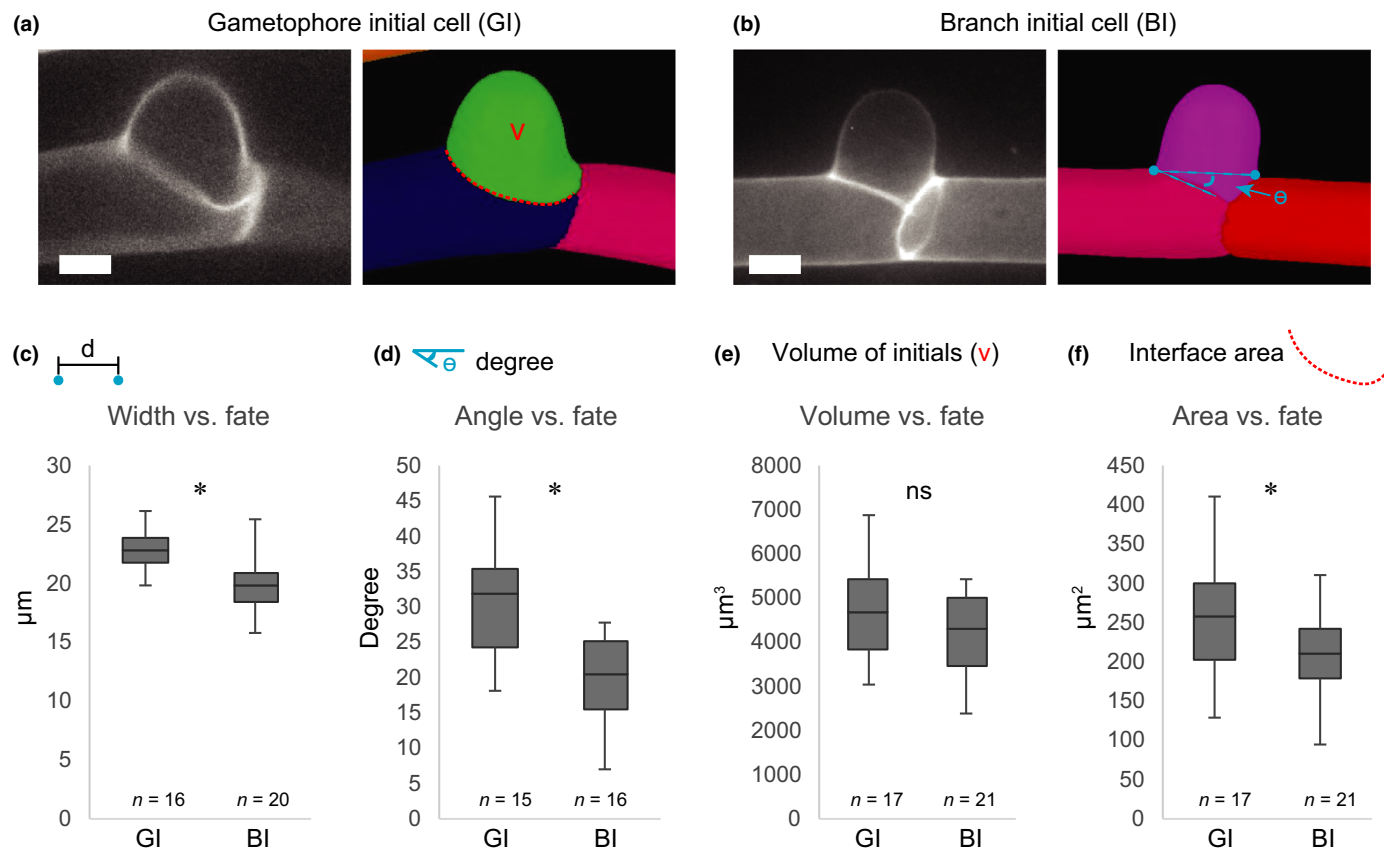 (a) Gametophore initial cell (GI)
(b) Branch initial cell (BI)
V
ɵ
(c) d
(d) ɵ degree
(e) Volume of initials (v)
(f) Interface area
Width vs. fate
Angle vs. fate
Volume vs. fate
Area vs. fate
30
25
20
15
10
5
0
µm
*
n = 16
n = 20
GI
BI
50
45
40
35
30
25
20
15
10
5
0
Degree
*
n = 15
n = 16
GI
BI
8000
7000
6000
5000
4000
3000
2000
1000
0
µm³
ns
n = 17
n = 21
GI
BI
450
400
350
300
250
200
150
100
50
0
µm²
*
n = 17
n = 21
GI
BI